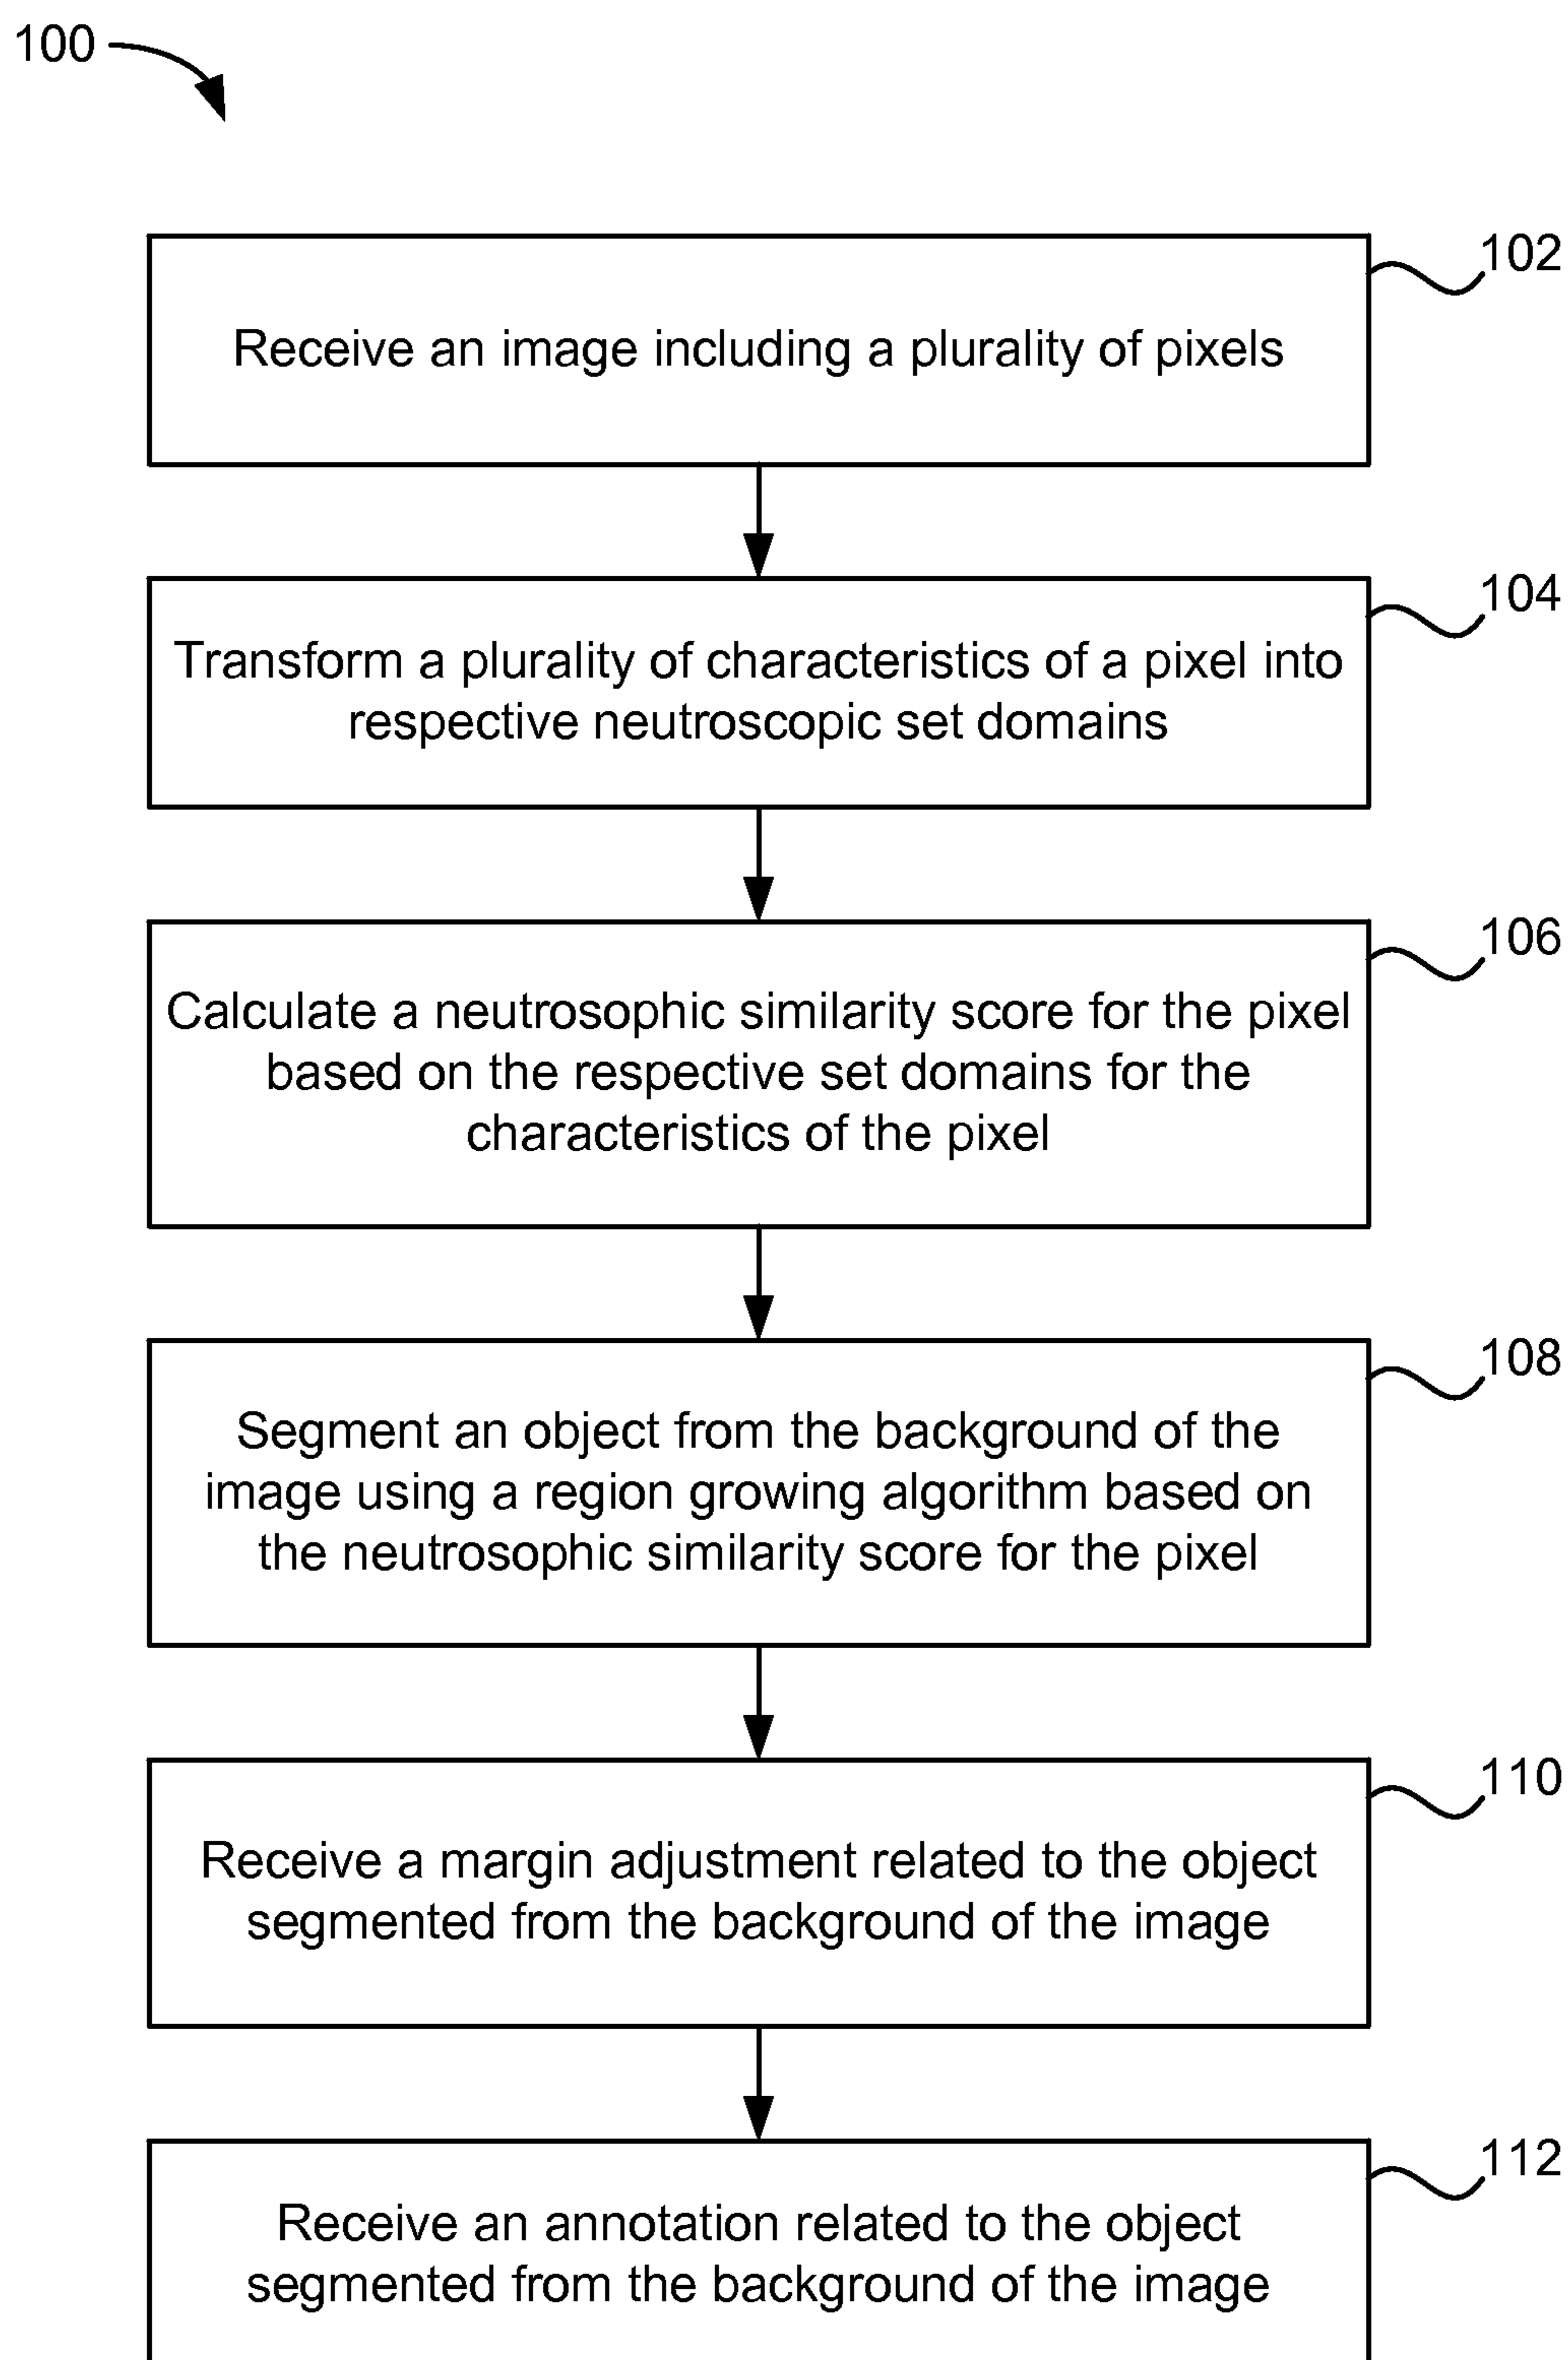 100
102
Receive an image including a plurality of pixels
104
Transform a plurality of characteristics of a pixel into
respective neutroscopic set domains
106
Calculate a neutrosophic similarity score for the pixel
based on the respective set domains for the
characteristics of the pixel
108
Segment an object from the background of the
image using a region growing algorithm based on
the neutrosophic similarity score for the pixel
110
Receive a margin adjustment related to the object
segmented from the background of the image
112
Receive an annotation related to the object
segmented from the background of the image